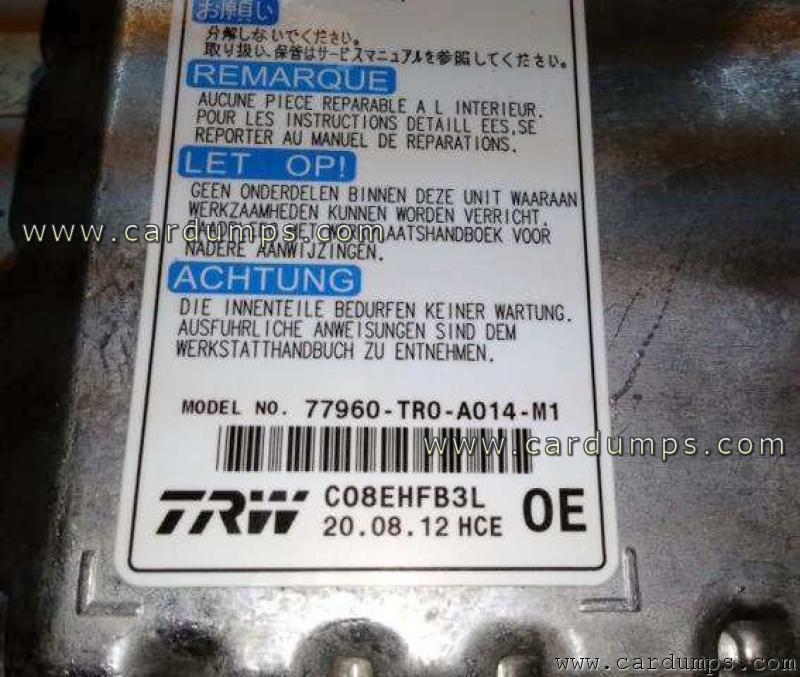 お願い
分解しないでください。
取り扱い、保管はサービスマニュアルを参照してください。
REMARQUE
AUCUNE PIECE REPARABLE A L INTERIEUR.
POUR LES INSTRUCTIONS DETAILL EES,SE
REPORTER AU MANUEL DE REPARATIONS.
LET OP!
GEEN ONDERDELEN BINNEN DEZE UNIT WAARAAN
WERKZAAMHEDEN KUNNEN WORDEN VERRICHT.
HET VOOR
www.cardumps.com
NADERE AANWIJZINGEN.
ACHTUNG
DIE INNENTEILE BEDURFEN KEINER WARTUNG.
AUSFUHRLICHE ANWEISUNGEN SIND DEM
WERKSTATTHANDBUCH ZU ENTNEHMEN.
MODEL NO. 77960-TR0-A014-M1
www.cardumps.com
TRW C08EHFB3L OE
20.08.12 HCE
www.cardumps.com